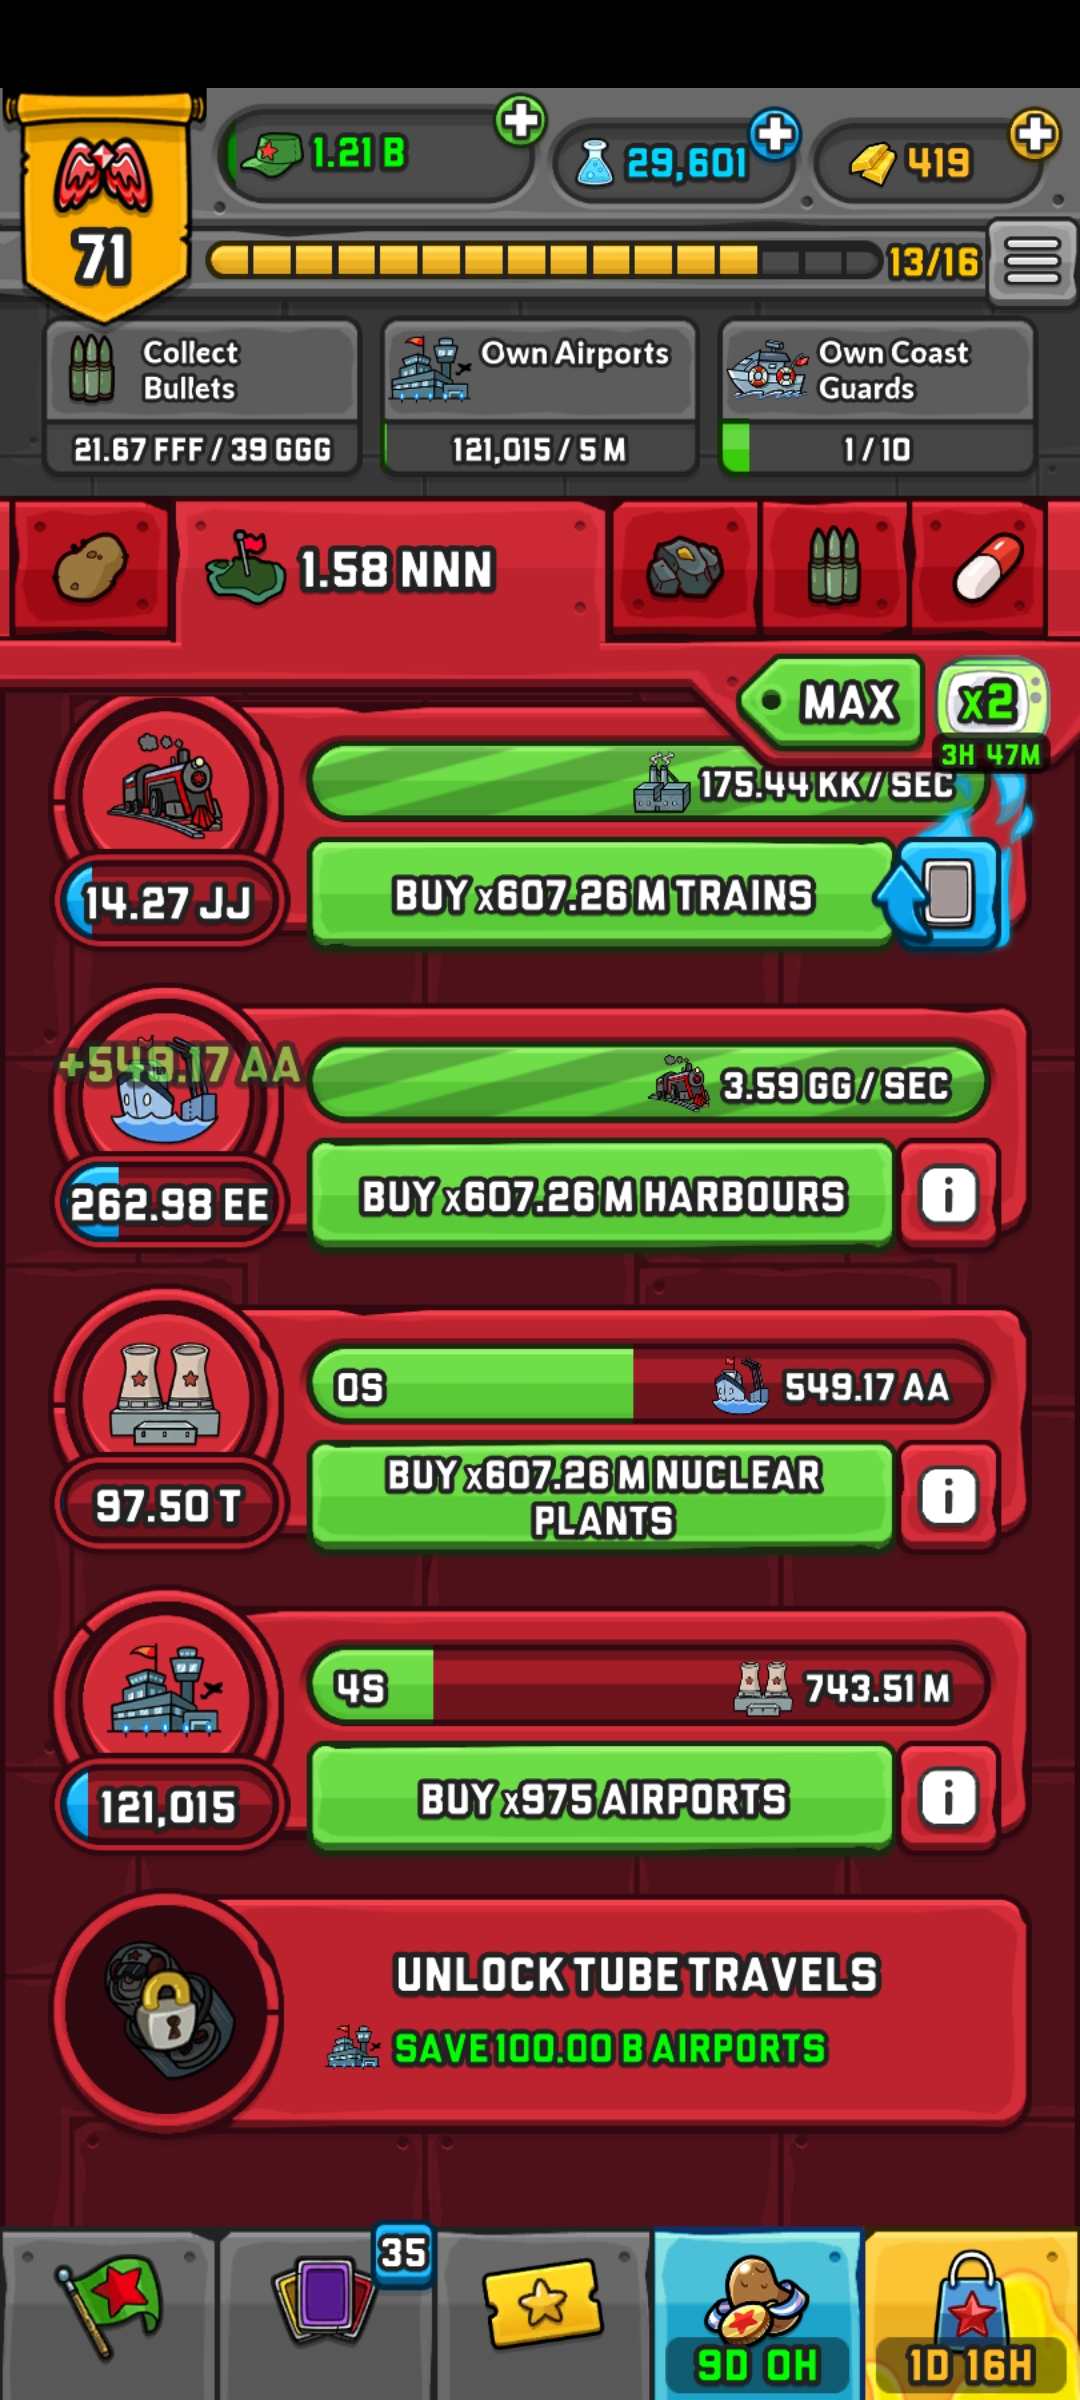 71
1.21 B
29,601
419
13/16
Collect
Bullets
21.67 FFF / 39 GGG
Own Airports
121,015 / 5 M
Own Coast
Guards
1 / 10
1.58 NNN
MAX
x2
3H 47M
175.44 KK / SEC
14.27 JJ
BUY x607.26 M TRAINS
+549.17 AA
3.59 GG / SEC
262.98 EE
BUY x607.26 M HARBOURS
i
0S
549.17 AA
97.50 T
BUY x607.26 M NUCLEAR
PLANTS
i
4S
743.51 M
121,015
BUY x975 AIRPORTS
i
UNLOCK TUBE TRAVELS
SAVE 100.00 B AIRPORTS
35
9D 0H
1D 16H